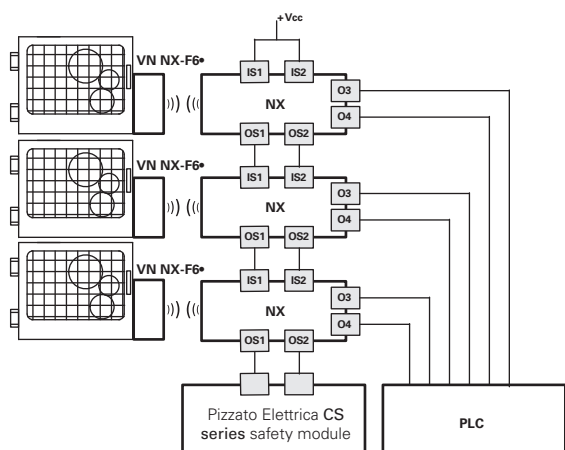 +Vcc
VN NX-F6•
IS1 IS2
NX
O3
O4
OS1 OS2
VN NX-F6•
IS1 IS2
NX
O3
O4
OS1 OS2
VN NX-F6•
IS1 IS2
NX
O3
O4
OS1 OS2
Pizzato Elettrica CS
series safety module
PLC